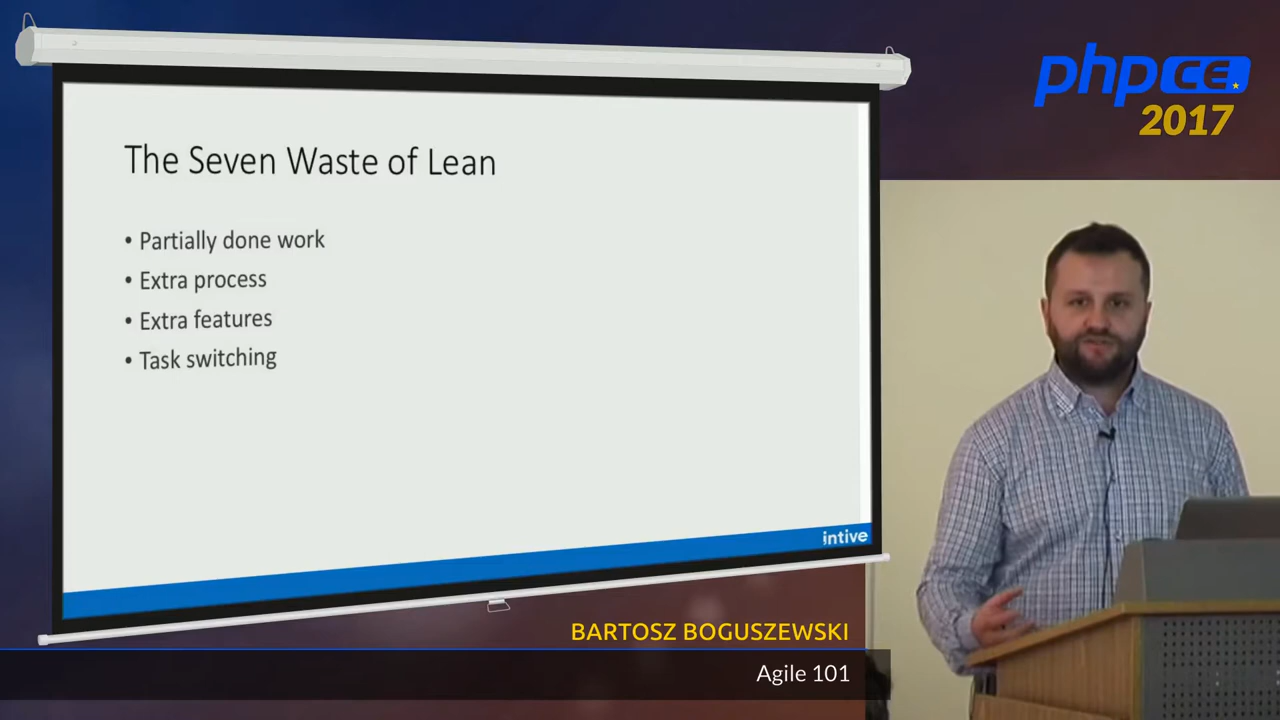 phpCE
2017
The Seven Waste of Lean
• Partially done work
• Extra process
• Extra features
• Task switching
intive
BARTOSZ BOGUSZEWSKI
Agile 101